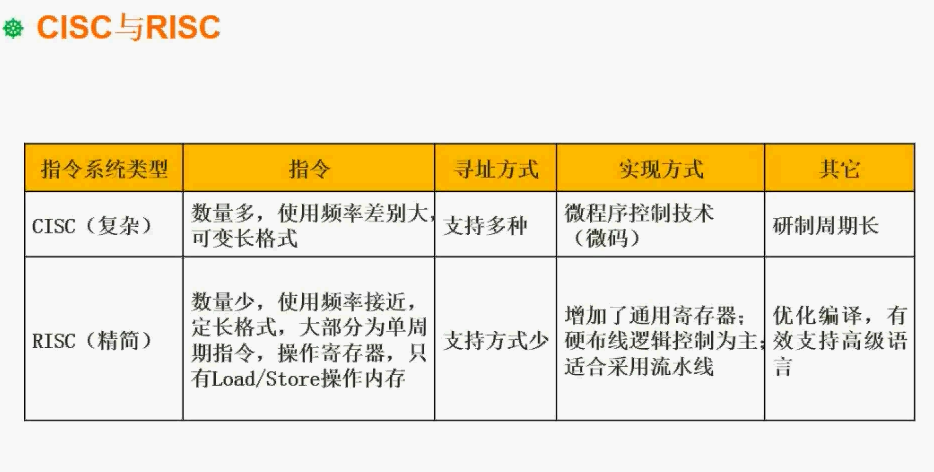 CISC与RISC
指令系统类型 指令 寻址方式 实现方式 其它
CISC（复杂）
数量多，使用频率差别大，
可变长格式
支持多种
微程序控制技术
（微码）
研制周期长
RISC（精简）
数量少，使用频率接近，
定长格式，大部分为单周
期指令，操作寄存器，只
有Load/Store操作内存
支持方式少
增加了通用寄存器；
硬布线逻辑控制为主；
适合采用流水线
优化编译，有
效支持高级语
言